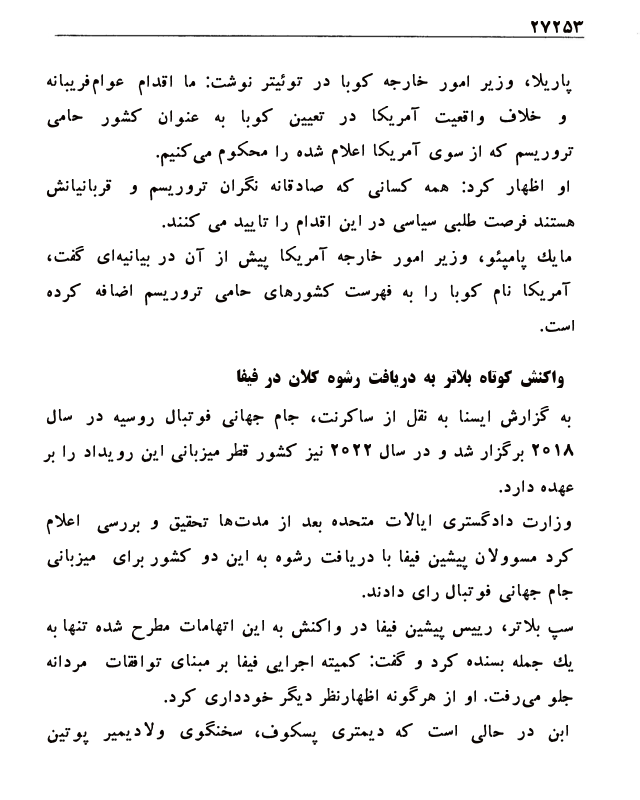 ۲۷۲۵۳
پاریلا، وزیر امور خارجه کوبا در توئیتر نوشت: ما اقدام عوام‌فریبانه
و خلاف واقعیت آمریکا در تعیین کوبا به عنوان کشور حامی
تروریسم که از سوی آمریکا اعلام شده را محکوم می‌کنیم.
او اظهار کرد: همه کسانی که صادقانه نگران تروریسم و قربانیانش
هستند فرصت طلبی سیاسی در این اقدام را تایید می کنند.
مایك پامپئو، وزیر امور خارجه آمریکا پیش از آن در بیانیه‌ای گفت،
آمریکا نام کوبا را به فهرست کشورهای حامی تروریسم اضافه کرده
است.
واکنش کوتاه بلاتر به دریافت رشوه کلان در فیفا
به گزارش ایسنا به نقل از ساکرنت، جام جهانی فوتبال روسیه در سال
۲۰۱۸ برگزار شد و در سال ۲۰۲۲ نیز کشور قطر میزبانی این رویداد را بر
عهده دارد.
وزارت دادگستری ایالات متحده بعد از مدت‌ها تحقیق و بررسی اعلام
کرد مسوولان پیشین فیفا با دریافت رشوه به این دو کشور برای میزبانی
جام جهانی فوتبال رای دادند.
سپ بلاتر، رییس پیشین فیفا در واکنش به این اتهامات مطرح شده تنها به
یك جمله بسنده کرد و گفت: کمیته اجرایی فیفا بر مبنای توافقات مردانه
جلو می‌رفت. او از هرگونه اظهارنظر دیگر خودداری کرد.
ابن در حالی است که دیمتری پسکوف، سخنگوی ولادیمیر پوتین